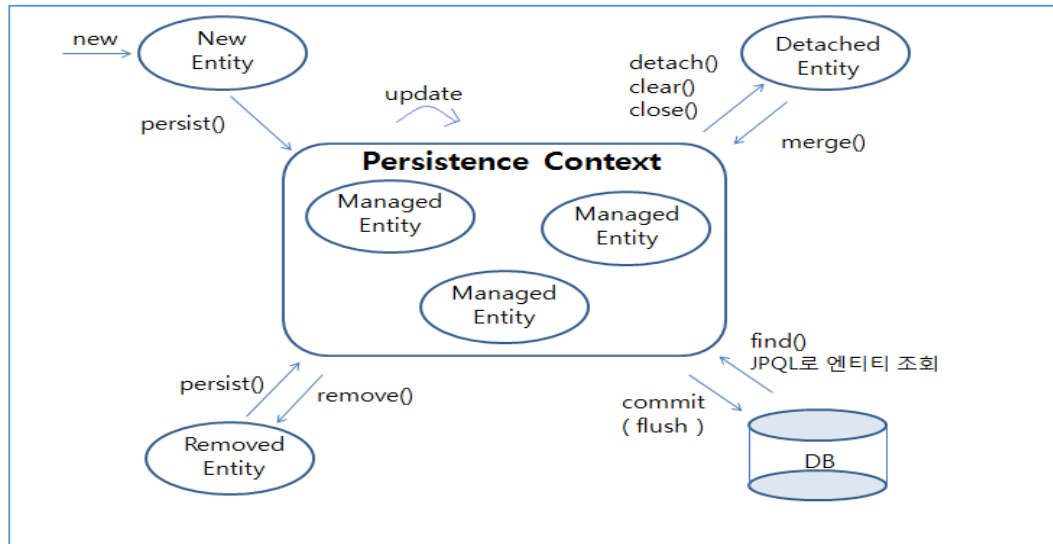 new
New
Entity
persist()
update
detach()
clear()
close()
Detached
Entity
merge()
Persistence Context
Managed
Entity
Managed
Entity
Managed
Entity
persist()
remove()
Removed
Entity
find()
JPQL로 엔티티 조회
commit
( flush )
DB